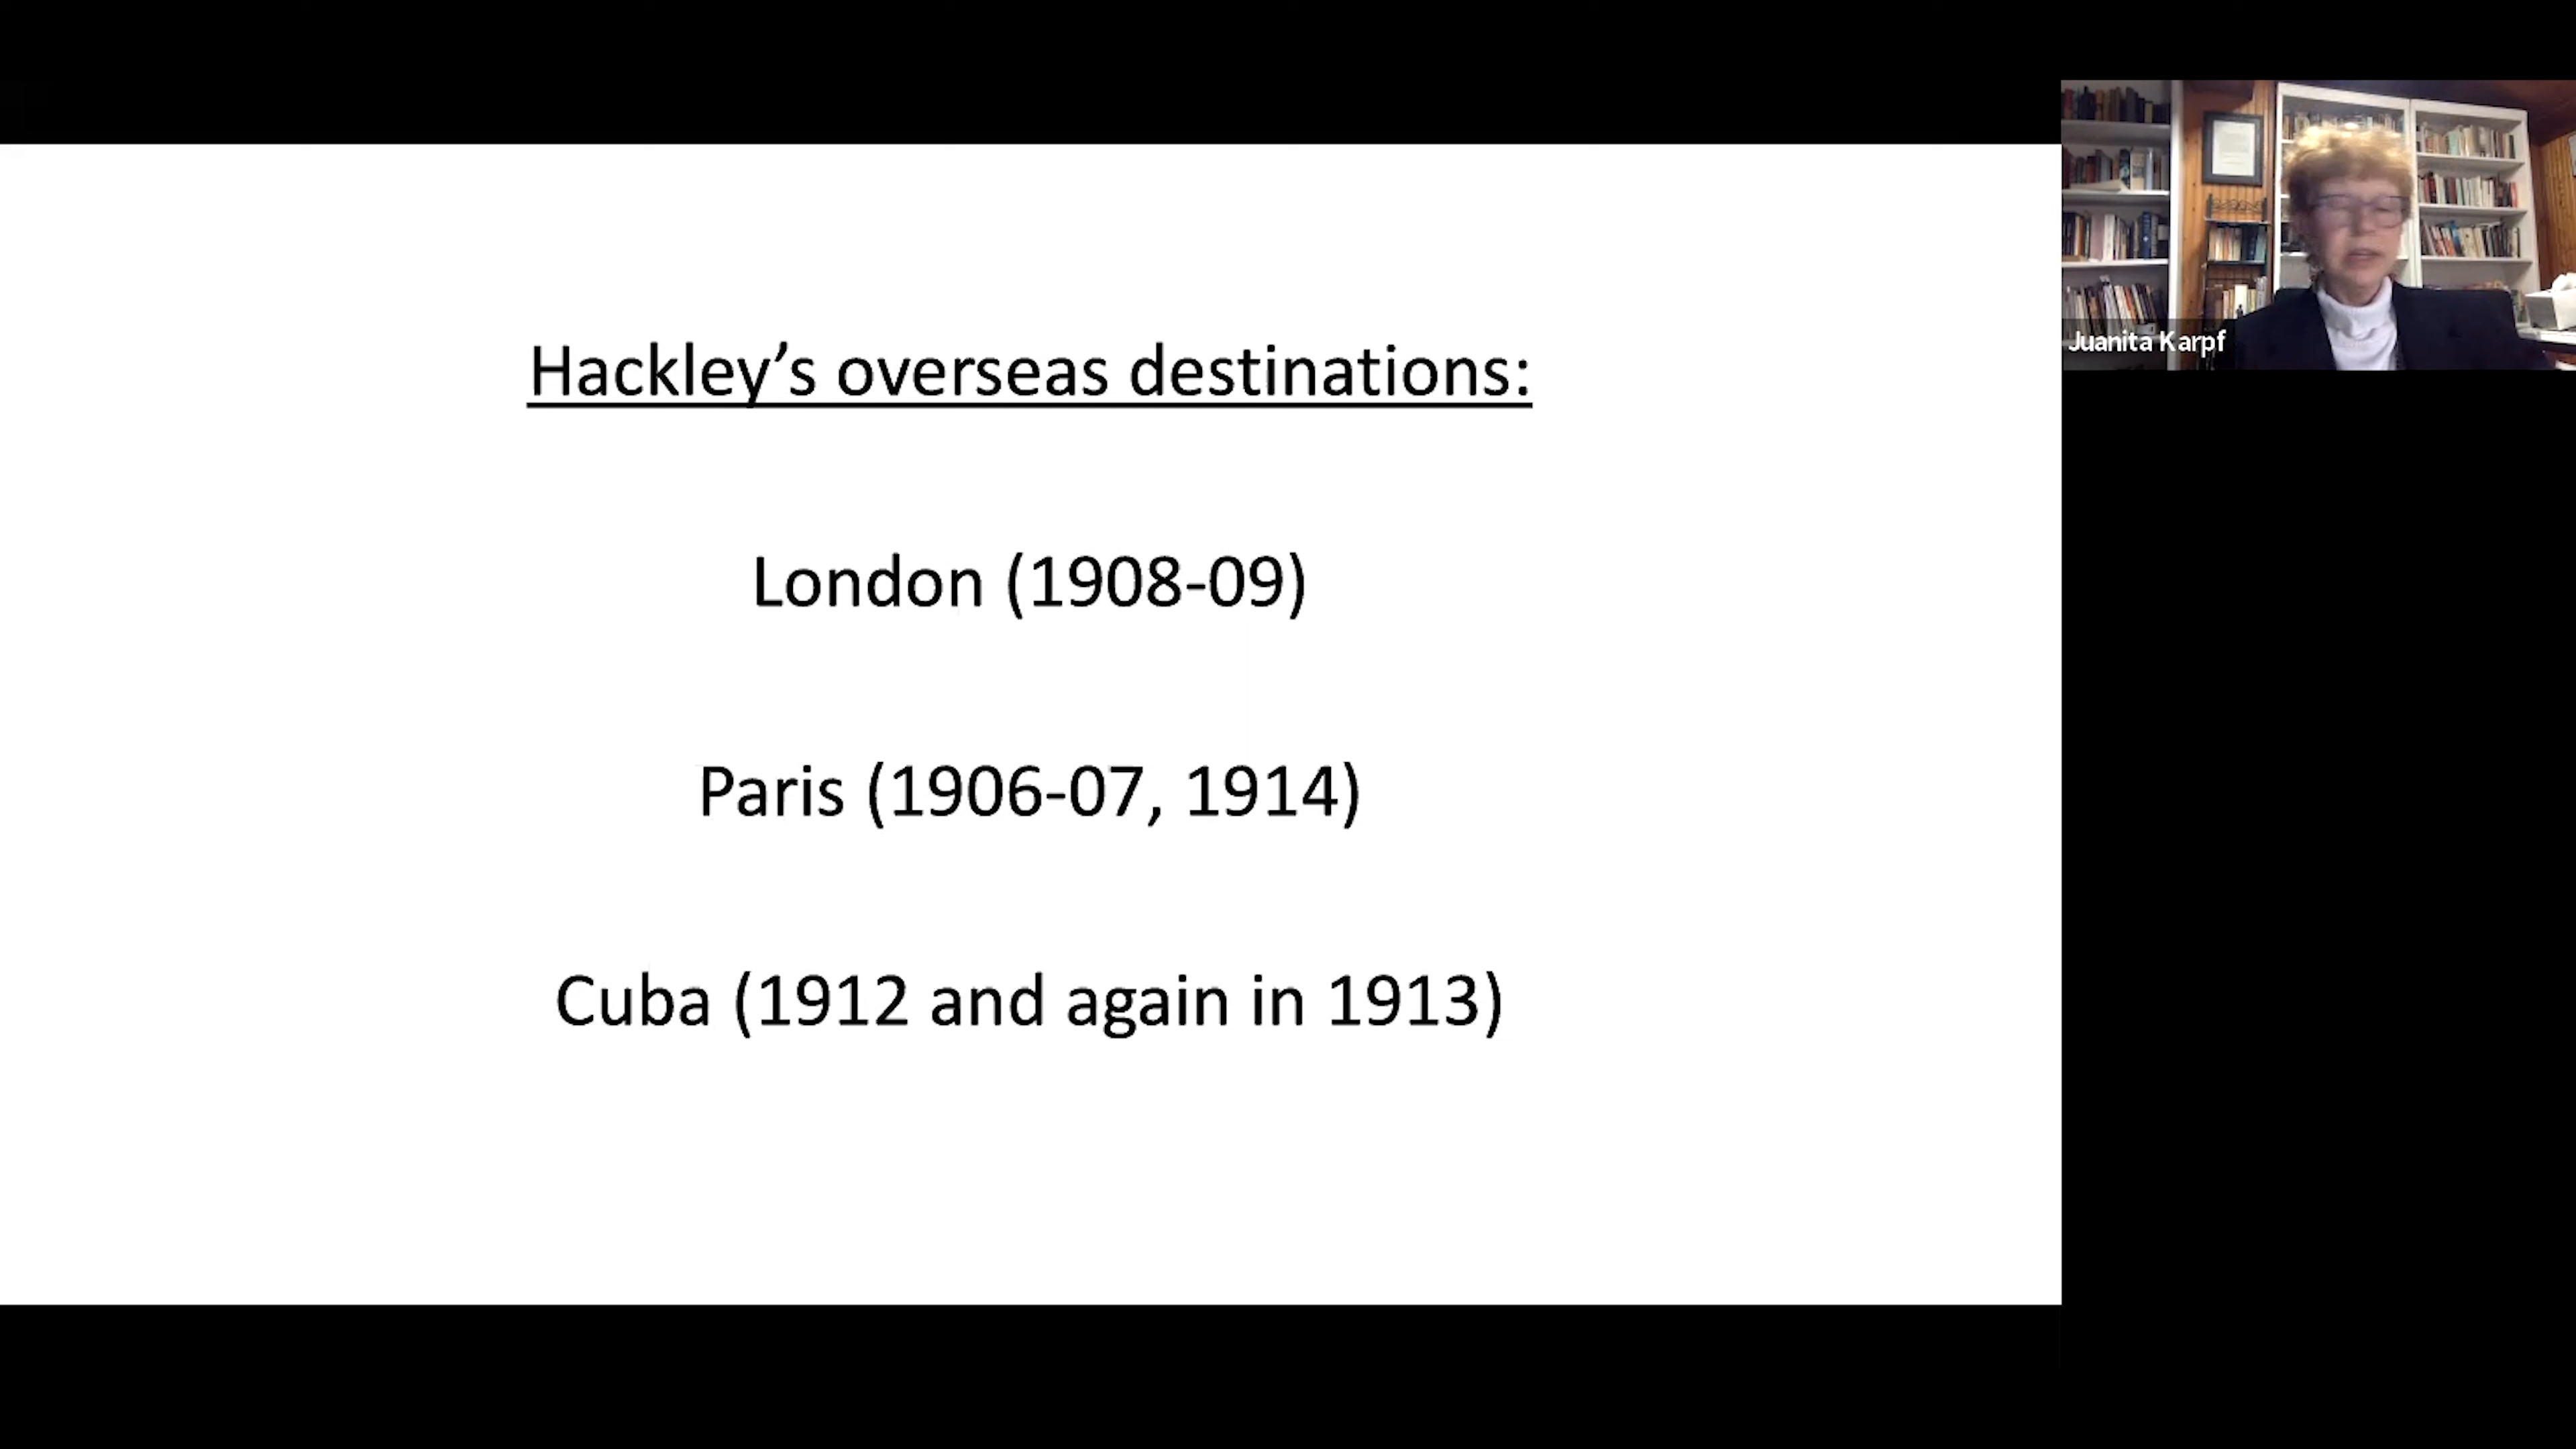 Hackley’s overseas destinations:
London (1908-09)
Paris (1906-07, 1914)
Cuba (1912 and again in 1913)
Juanita Karpf